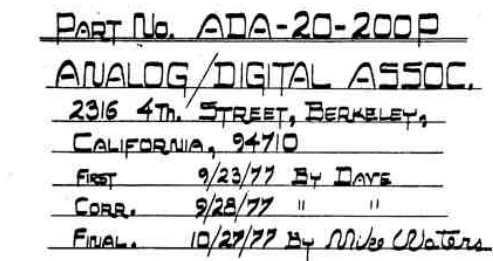 PART NO. ADA-20-200P
ANALOG/DIGITAL ASSOC.
2316 4TH. STREET, BERKELEY,
CALIFORNIA, 94710
FIRST 9/23/77 BY DAVE
CORR. 9/28/77 " "
FINAL. 10/27/77 By Mike Waters